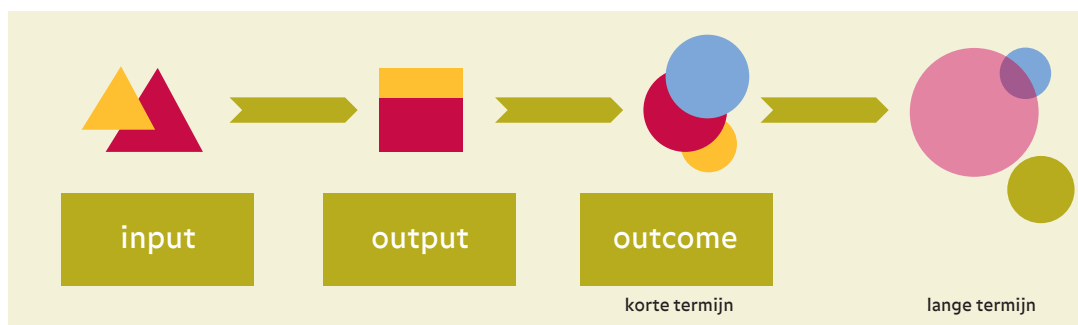 input
output
outcome
korte termijn
lange termijn